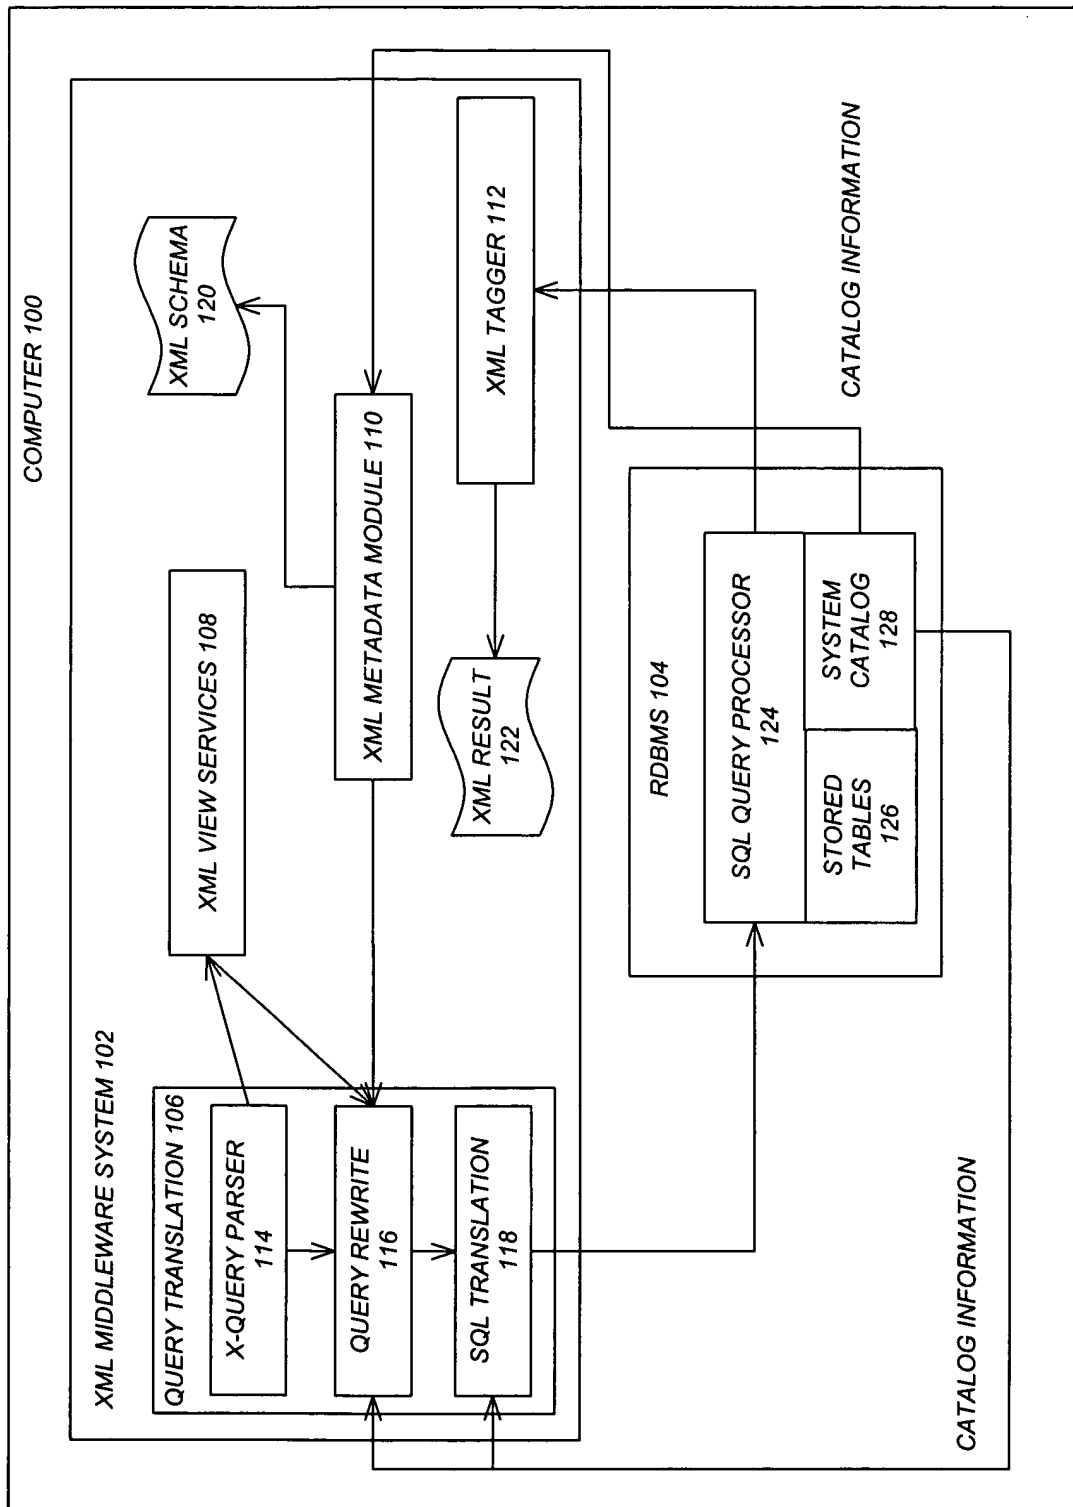 COMPUTER 100
XML MIDDLEWARE SYSTEM 102
QUERY TRANSLATION 106
X-QUERY PARSER
114
QUERY REWRITE
116
SQL TRANSLATION
118
XML VIEW SERVICES 108
XML SCHEMA
120
XML METADATA MODULE 110
XML RESULT
122
XML TAGGER 112
RDBMS 104
SQL QUERY PROCESSOR
124
STORED
TABLES
126
SYSTEM
CATALOG
128
CATALOG INFORMATION
CATALOG INFORMATION